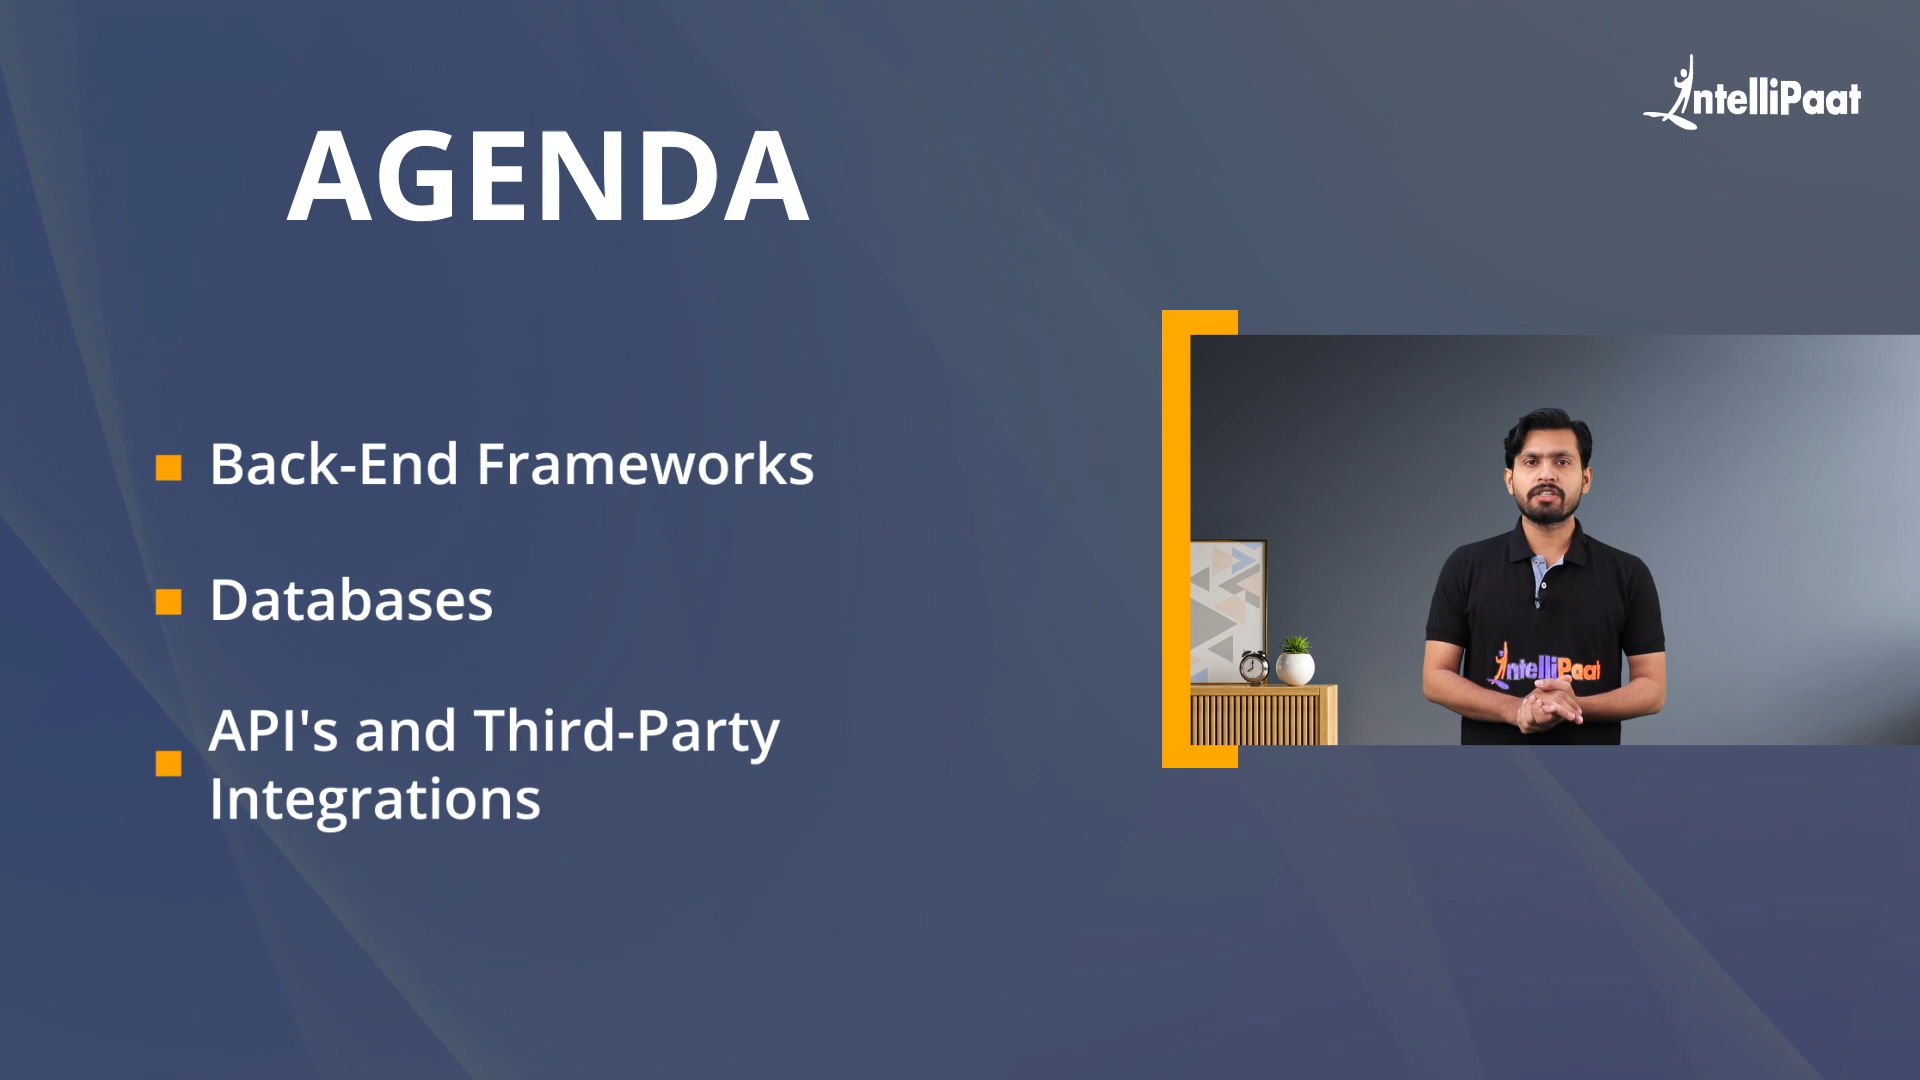 IntelliPaat
AGENDA
Back-End Frameworks
Databases
API's and Third-Party
Integrations
IntelliPaat